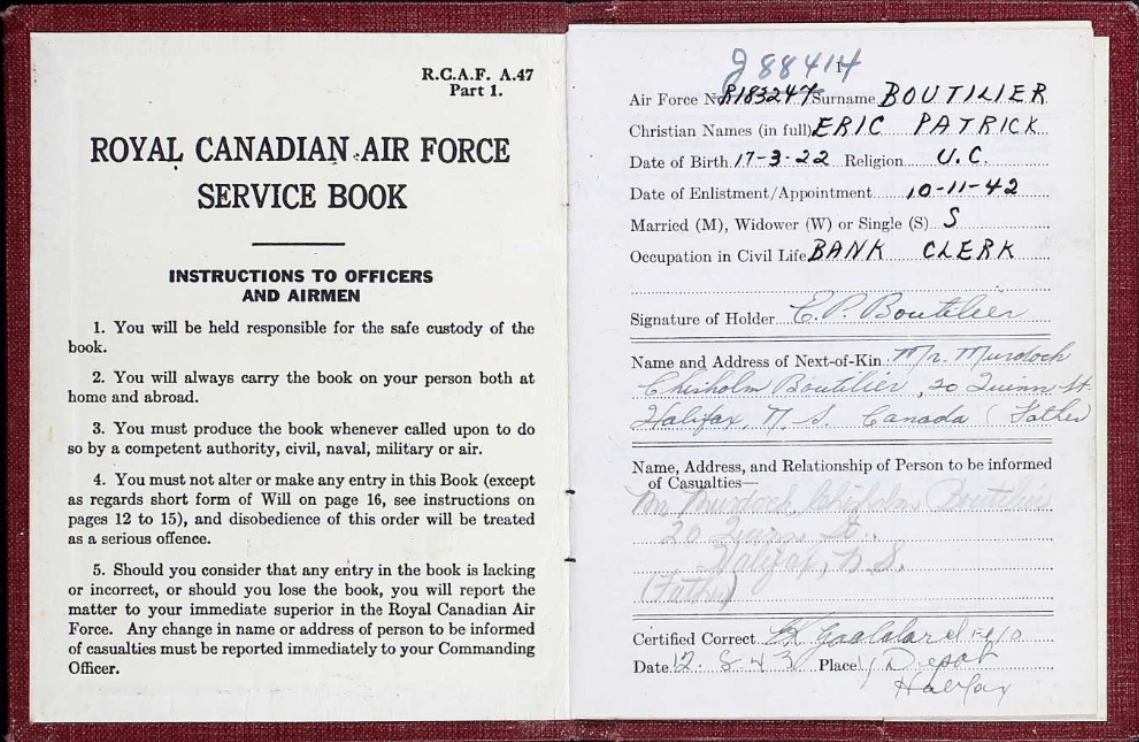 R.C.A.F. A.47
Part 1.
ROYAL CANADIAN AIR FORCE
SERVICE BOOK
INSTRUCTIONS TO OFFICERS
AND AIRMEN
1. You will be held responsible for the safe custody of the
book.
2. You will always carry the book on your person both at
home and abroad.
3. You must produce the book whenever called upon to do
so by a competent authority, civil, naval, military or air.
4. You must not alter or make any entry in this Book (except
as regards short form of Will on page 16, see instructions on
pages 12 to 15), and disobedience of this order will be treated
as a serious offence.
5. Should you consider that any entry in the book is lacking
or incorrect, or should you lose the book, you will report the
matter to your immediate superior in the Royal Canadian Air
Force. Any change in name or address of person to be informed
of casualties must be reported immediately to your Commanding
Officer.
J88414
1
Air Force No R183247 Surname BOUTILIER
Christian Names (in full) ERIC PATRICK
Date of Birth 17-3-22 Religion U.C.
Date of Enlistment/Appointment 10-11-42
Married (M), Widower (W) or Single (S) S
Occupation in Civil Life BANK CLERK
Signature of Holder E.P. Boutilier
Name and Address of Next-of-Kin Mr. Murdoch
Chisholm Boutilier, 20 Quinn St.
Halifax, N.S. Canada (Father)
Name, Address, and Relationship of Person to be informed
of Casualties—
Mr. Murdoch Chisholm Boutilier
20 Quinn St.
Halifax, N.S.
(Father)
Certified Correct F/O
Date 12.8.43 Place Y Depot
Halifax